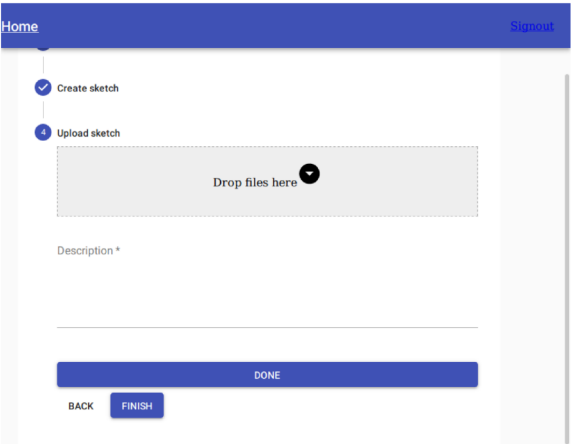 Home Signout
Create sketch
4 Upload sketch
Drop files here
Description *
DONE
BACK FINISH